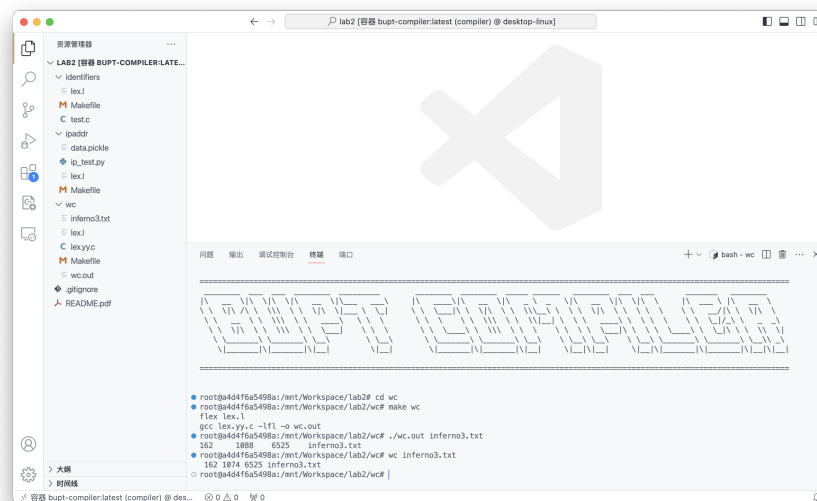 lab2 [容器 bupt-compiler:latest (compiler) @ desktop-linux]
资源管理器
LAB2 [容器 BUPT-COMPILER:LATE...
identifiers
lex.l
Makefile
test.c
ipaddr
data.pickle
ip_test.py
lex.l
Makefile
wc
inferno3.txt
lex.l
lex.yy.c
Makefile
wc.out
.gitignore
README.pdf
大纲
时间线
问题 输出 调试控制台 终端 端口
bash - wc
root@a4d4f6a5498a:/mnt/Workspace/lab2# cd wc
root@a4d4f6a5498a:/mnt/Workspace/lab2/wc# make wc
flex lex.l
gcc lex.yy.c -lfl -o wc.out
root@a4d4f6a5498a:/mnt/Workspace/lab2/wc# ./wc.out inferno3.txt
162 1088 6525 inferno3.txt
root@a4d4f6a5498a:/mnt/Workspace/lab2/wc# wc inferno3.txt
162 1074 6525 inferno3.txt
root@a4d4f6a5498a:/mnt/Workspace/lab2/wc#
容器 bupt-compiler:latest (compiler) @ des... 0 0 0